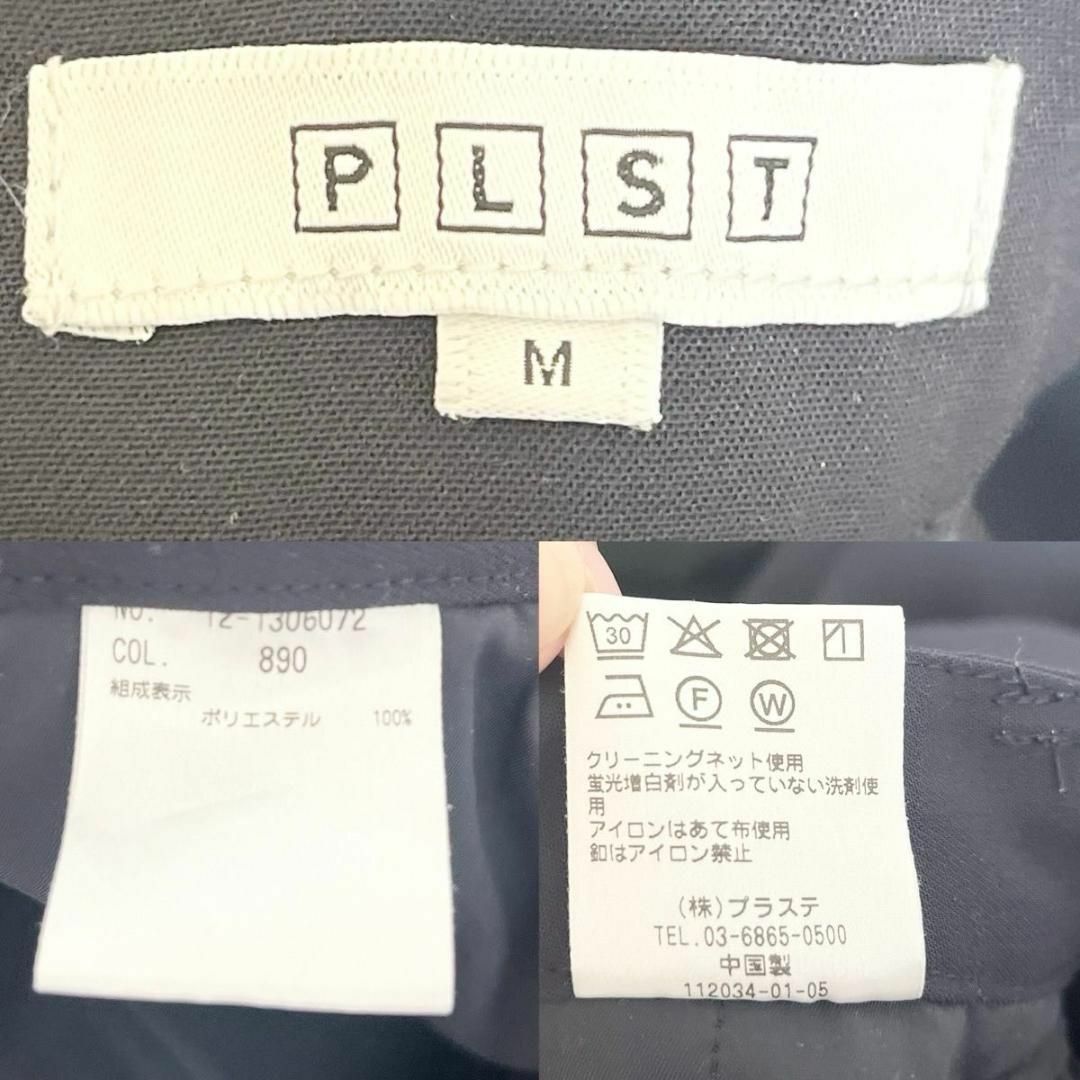 PLST
M
NO. 12-1306072
COL. 890
組成表示
ポリエステル 100%
30
1
F W
クリーニングネット使用
蛍光増白剤が入っていない洗剤使
用
アイロンはあて布使用
釦はアイロン禁止
(株)プラステ
TEL.03-6865-0500
中国製
112034-01-05